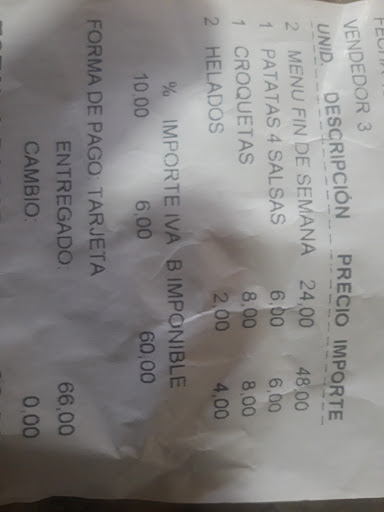 VENDEDOR 3
UNID. DESCRIPCIÓN PRECIO IMPORTE
2 MENU FIN DE SEMANA 24,00 48,00
1 PATATAS 4 SALSAS 6,00 6,00
1 CROQUETAS 8,00 8,00
2 HELADOS 2,00 4,00
% IMPORTE IVA B.IMPONIBLE
10,00 6,00 60,00
FORMA DE PAGO: TARJETA
ENTREGADO: 66,00
CAMBIO: 0,00